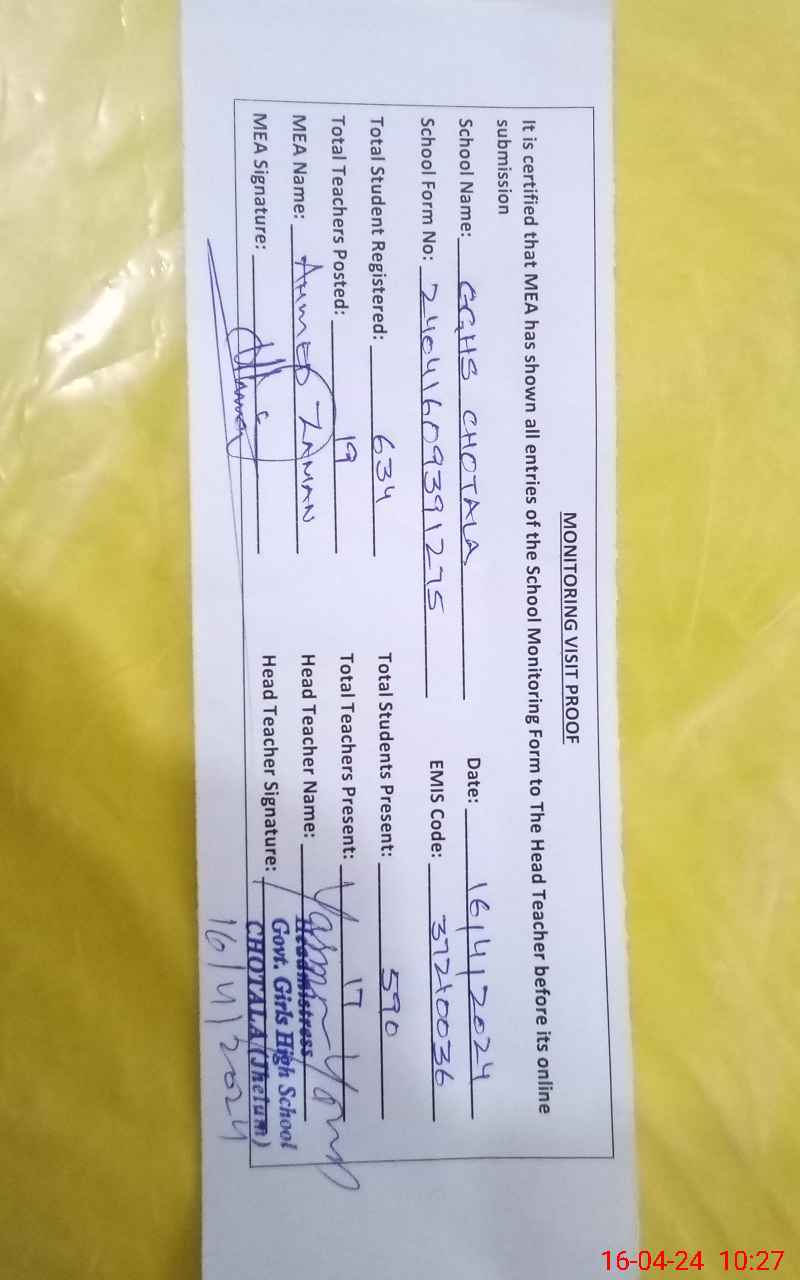 MONITORING VISIT PROOF
It is certified that MEA has shown all entries of the School Monitoring Form to The Head Teacher before its online
submission
School Name: GGHS CHOTALA Date: 16/4/2024
School Form No: 24041609391275 EMIS Code: 37240036
Total Student Registered: 634 Total Students Present: 590
Total Teachers Posted: 19 Total Teachers Present: 17
MEA Name: AHMED ZAMAN Head Teacher Name:
MEA Signature: Head Teacher Signature:
Headmistress
Govt. Girls High School
CHOTALA (Jhelum)
16/4/2024
16-04-24 10:27